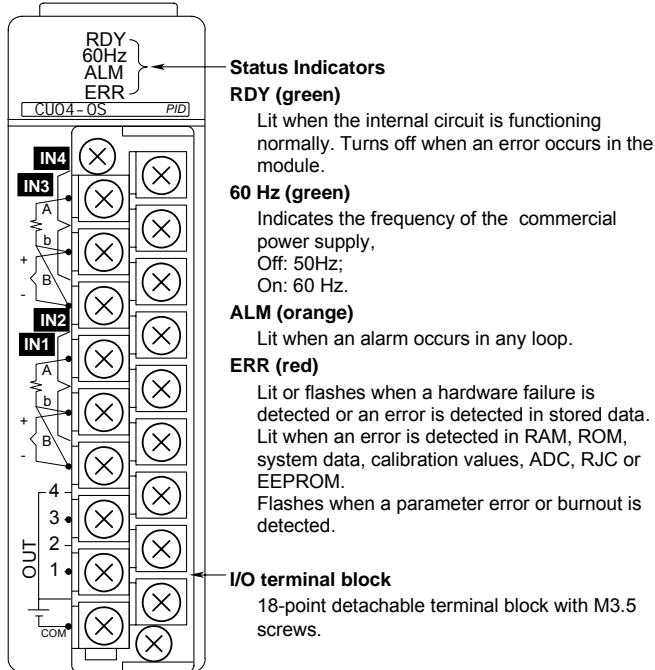 RDY
60Hz
ALM
ERR
CU04-0S PID
IN4
IN3
A
b
+
B
-
IN2
IN1
A
b
+
B
-
4
3
2
1
OUT
COM
Status Indicators
RDY (green)
Lit when the internal circuit is functioning
normally. Turns off when an error occurs in the
module.
60 Hz (green)
Indicates the frequency of the commercial
power supply,
Off: 50Hz;
On: 60 Hz.
ALM (orange)
Lit when an alarm occurs in any loop.
ERR (red)
Lit or flashes when a hardware failure is
detected or an error is detected in stored data.
Lit when an error is detected in RAM, ROM,
system data, calibration values, ADC, RJC or
EEPROM.
Flashes when a parameter error or burnout is
detected.
I/O terminal block
18-point detachable terminal block with M3.5
screws.